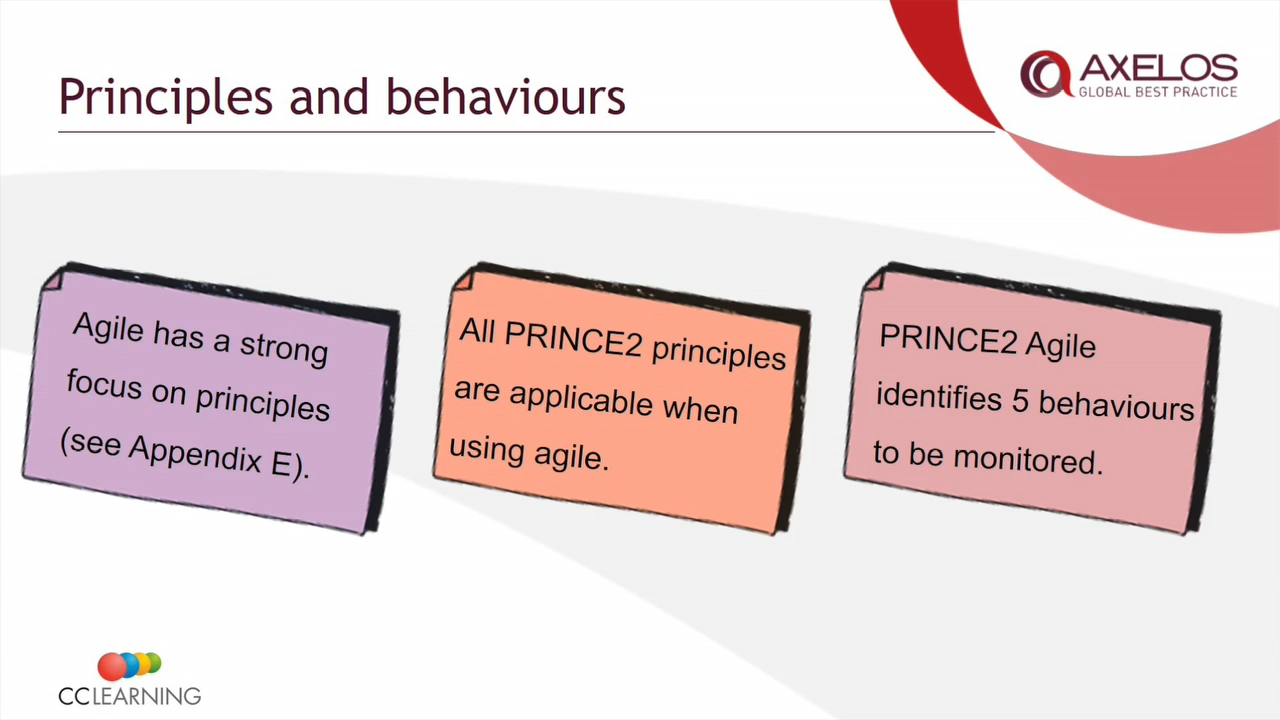 Principles and behaviours
AXELOS
GLOBAL BEST PRACTICE
Agile has a strong
focus on principles
(see Appendix E).
All PRINCE2 principles
are applicable when
using agile.
PRINCE2 Agile
identifies 5 behaviours
to be monitored.
CCLEARNING